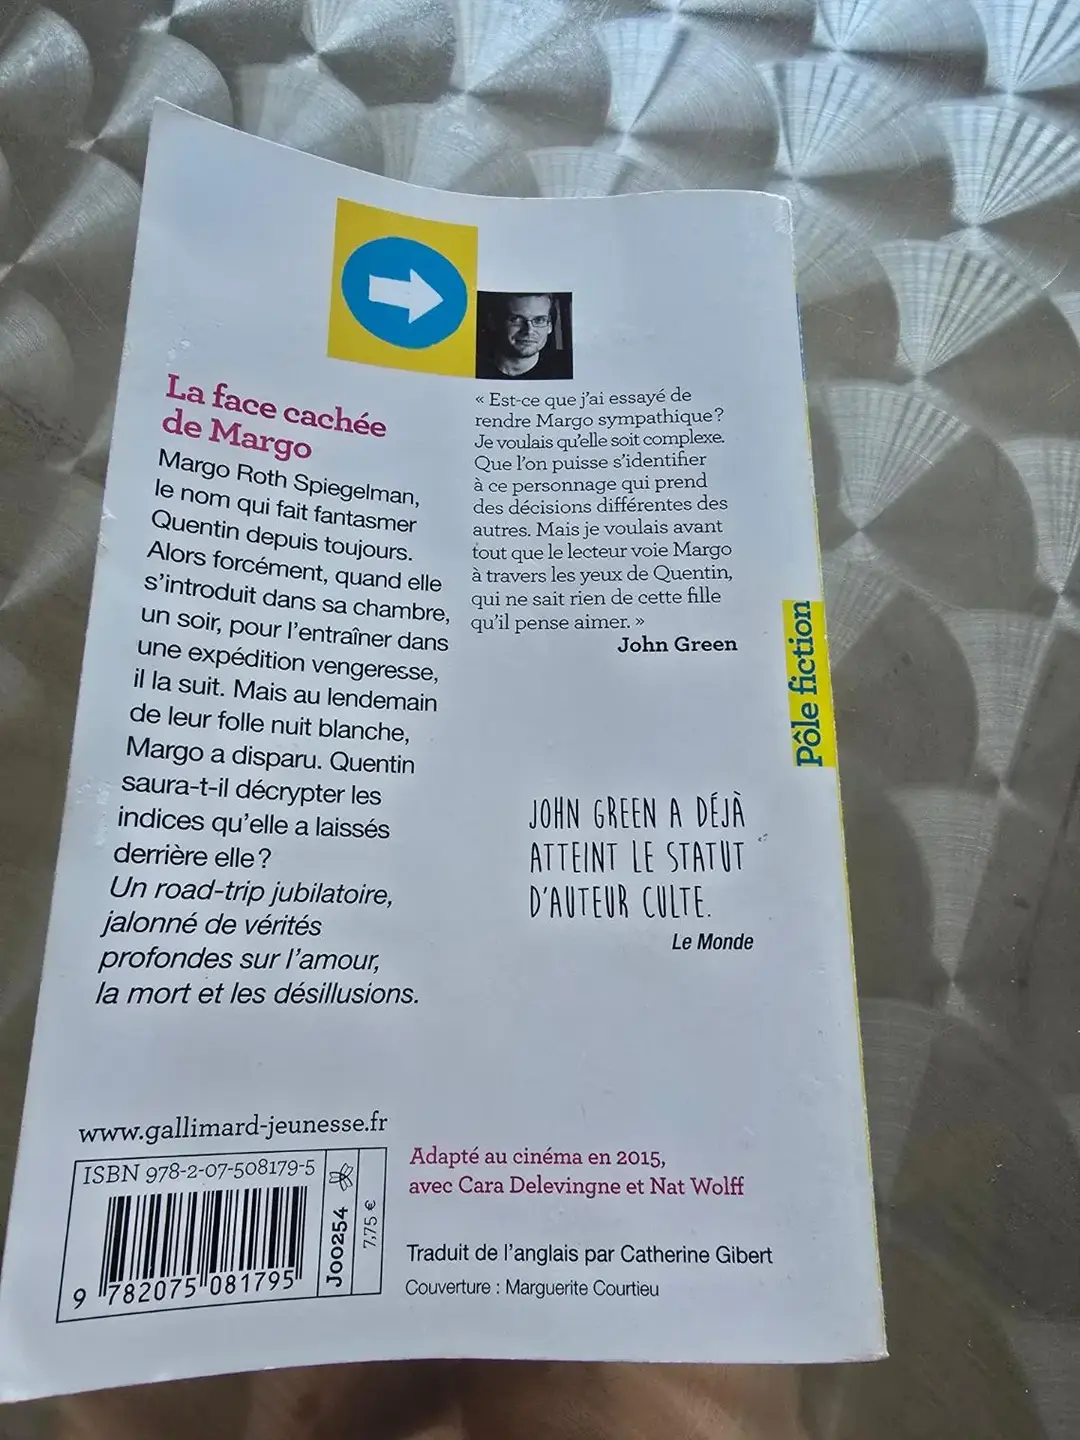 La face cachée
de Margo
Margo Roth Spiegelman,
le nom qui fait fantasmer
Quentin depuis toujours.
Alors forcément, quand elle
s'introduit dans sa chambre,
un soir, pour l'entraîner dans
une expédition vengeresse,
il la suit. Mais au lendemain
de leur folle nuit blanche,
Margo a disparu. Quentin
saura-t-il décrypter les
indices qu'elle a laissés
derrière elle ?
Un road-trip jubilatoire,
jalonné de vérités
profondes sur l'amour,
la mort et les désillusions.
« Est-ce que j'ai essayé de
rendre Margo sympathique ?
Je voulais qu'elle soit complexe.
Que l'on puisse s'identifier
à ce personnage qui prend
des décisions différentes des
autres. Mais je voulais avant
tout que le lecteur voie Margo
à travers les yeux de Quentin,
qui ne sait rien de cette fille
qu'il pense aimer. »
John Green
JOHN GREEN A DÉJÀ
ATTEINT LE STATUT
D'AUTEUR CULTE.
Le Monde
Pôle fiction
www.gallimard-jeunesse.fr
ISBN 978-2-07-508179-5
9 782075 081795
J00254
7,75 €
Adapté au cinéma en 2015,
avec Cara Delevingne et Nat Wolff
Traduit de l'anglais par Catherine Gibert
Couverture : Marguerite Courtieu